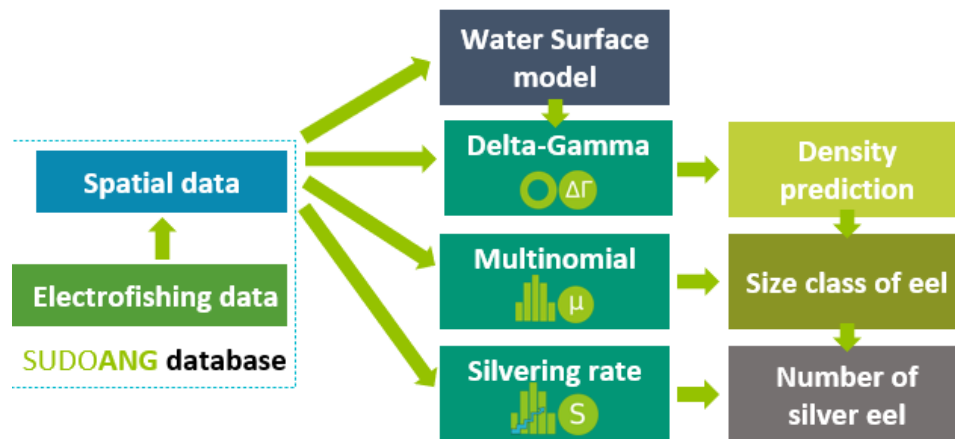 Water Surface
model
Delta-Gamma
ΔΓ
Density
prediction
Spatial data
Multinomial
μ
Size class of eel
Electrofishing data
SUDOANG database
Silvering rate
S
Number of
silver eel